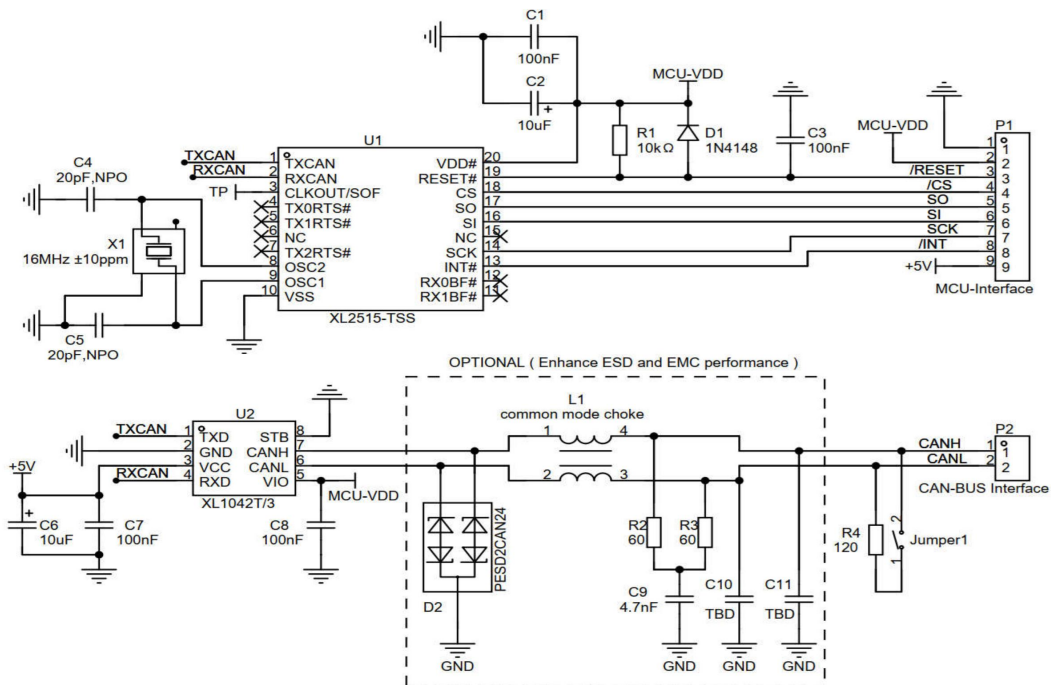 C1
100nF
C2
+
10uF
MCU-VDD
R1
10kΩ
D1
1N4148
C3
100nF
MCU-VDD
P1
U1
TXCAN 1 TXCAN VDD# 20
RXCAN 2 RXCAN RESET# 19 /RESET
TP 3 CLKOUT/SOF CS 18 /CS
4 TX0RTS# SO 17 SO
5 TX1RTS# SI 16 SI
6 NC NC 15
7 TX2RTS# SCK 14 SCK
8 OSC2 INT# 13 /INT
9 OSC1 RX0BF# 12
10 VSS RX1BF# 11
XL2515-TSS
1 1
2 2
3 3
4 4
5 5
6 6
7 7
8 8
+5V 9 9
MCU-Interface
C4
20pF,NPO
X1
16MHz ±10ppm
C5
20pF,NPO
OPTIONAL ( Enhance ESD and EMC performance )
L1
common mode choke
1 4
2 3
U2
TXCAN 1 TXD STB 8
2 GND CANH 7
+5V 3 VCC CANL 6
RXCAN 4 RXD VIO 5
MCU-VDD
XL1042T/3
+
C6
10uF
C7
100nF
C8
100nF
PESD2CAN24
D2
GND
R2
60
R3
60
C9
4.7nF
GND
C10
TBD
GND
C11
TBD
GND
P2
CANH 1 1
CANL 2 2
CAN-BUS Interface
R4
120
2
Jumper1
1